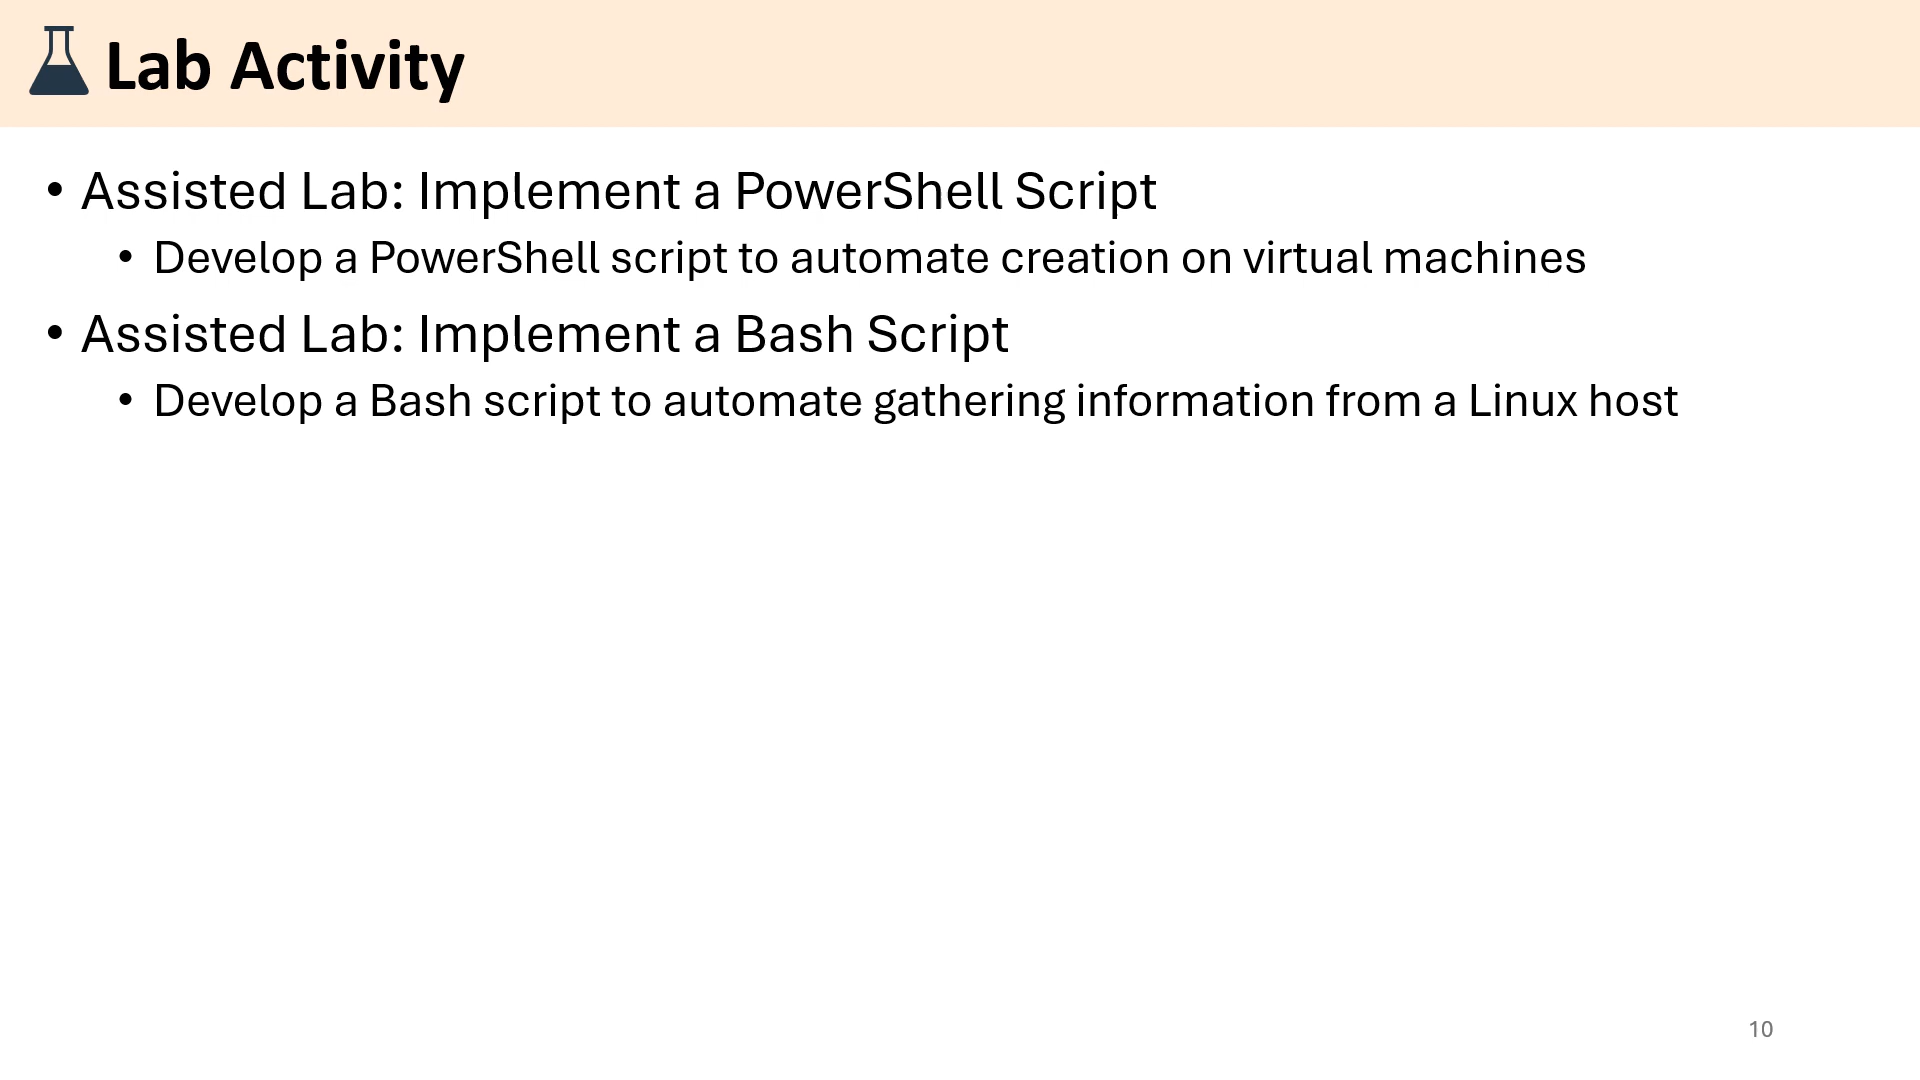 Lab Activity
• Assisted Lab: Implement a PowerShell Script
• Develop a PowerShell script to automate creation on virtual machines
• Assisted Lab: Implement a Bash Script
• Develop a Bash script to automate gathering information from a Linux host
10